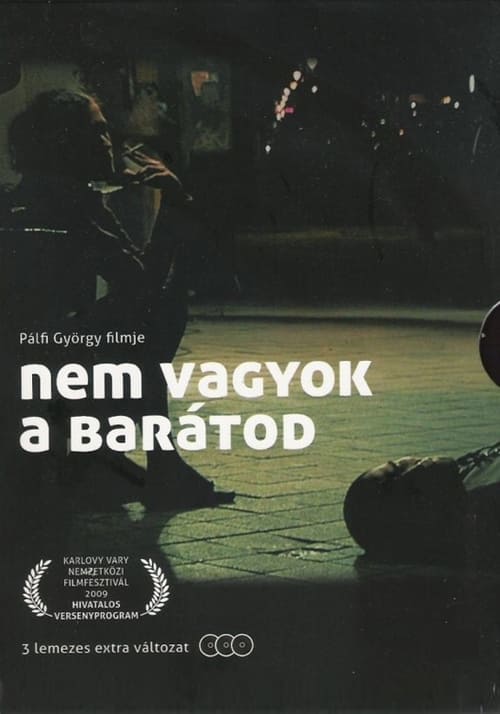 Pálfi György filmje
nem vagyok
a barátod
KARLOVY VARY
NEMZETKÖZI
FILMFESZTIVÁL
2009
HIVATALOS
VERSENYPROGRAM
3 lemezes extra változat